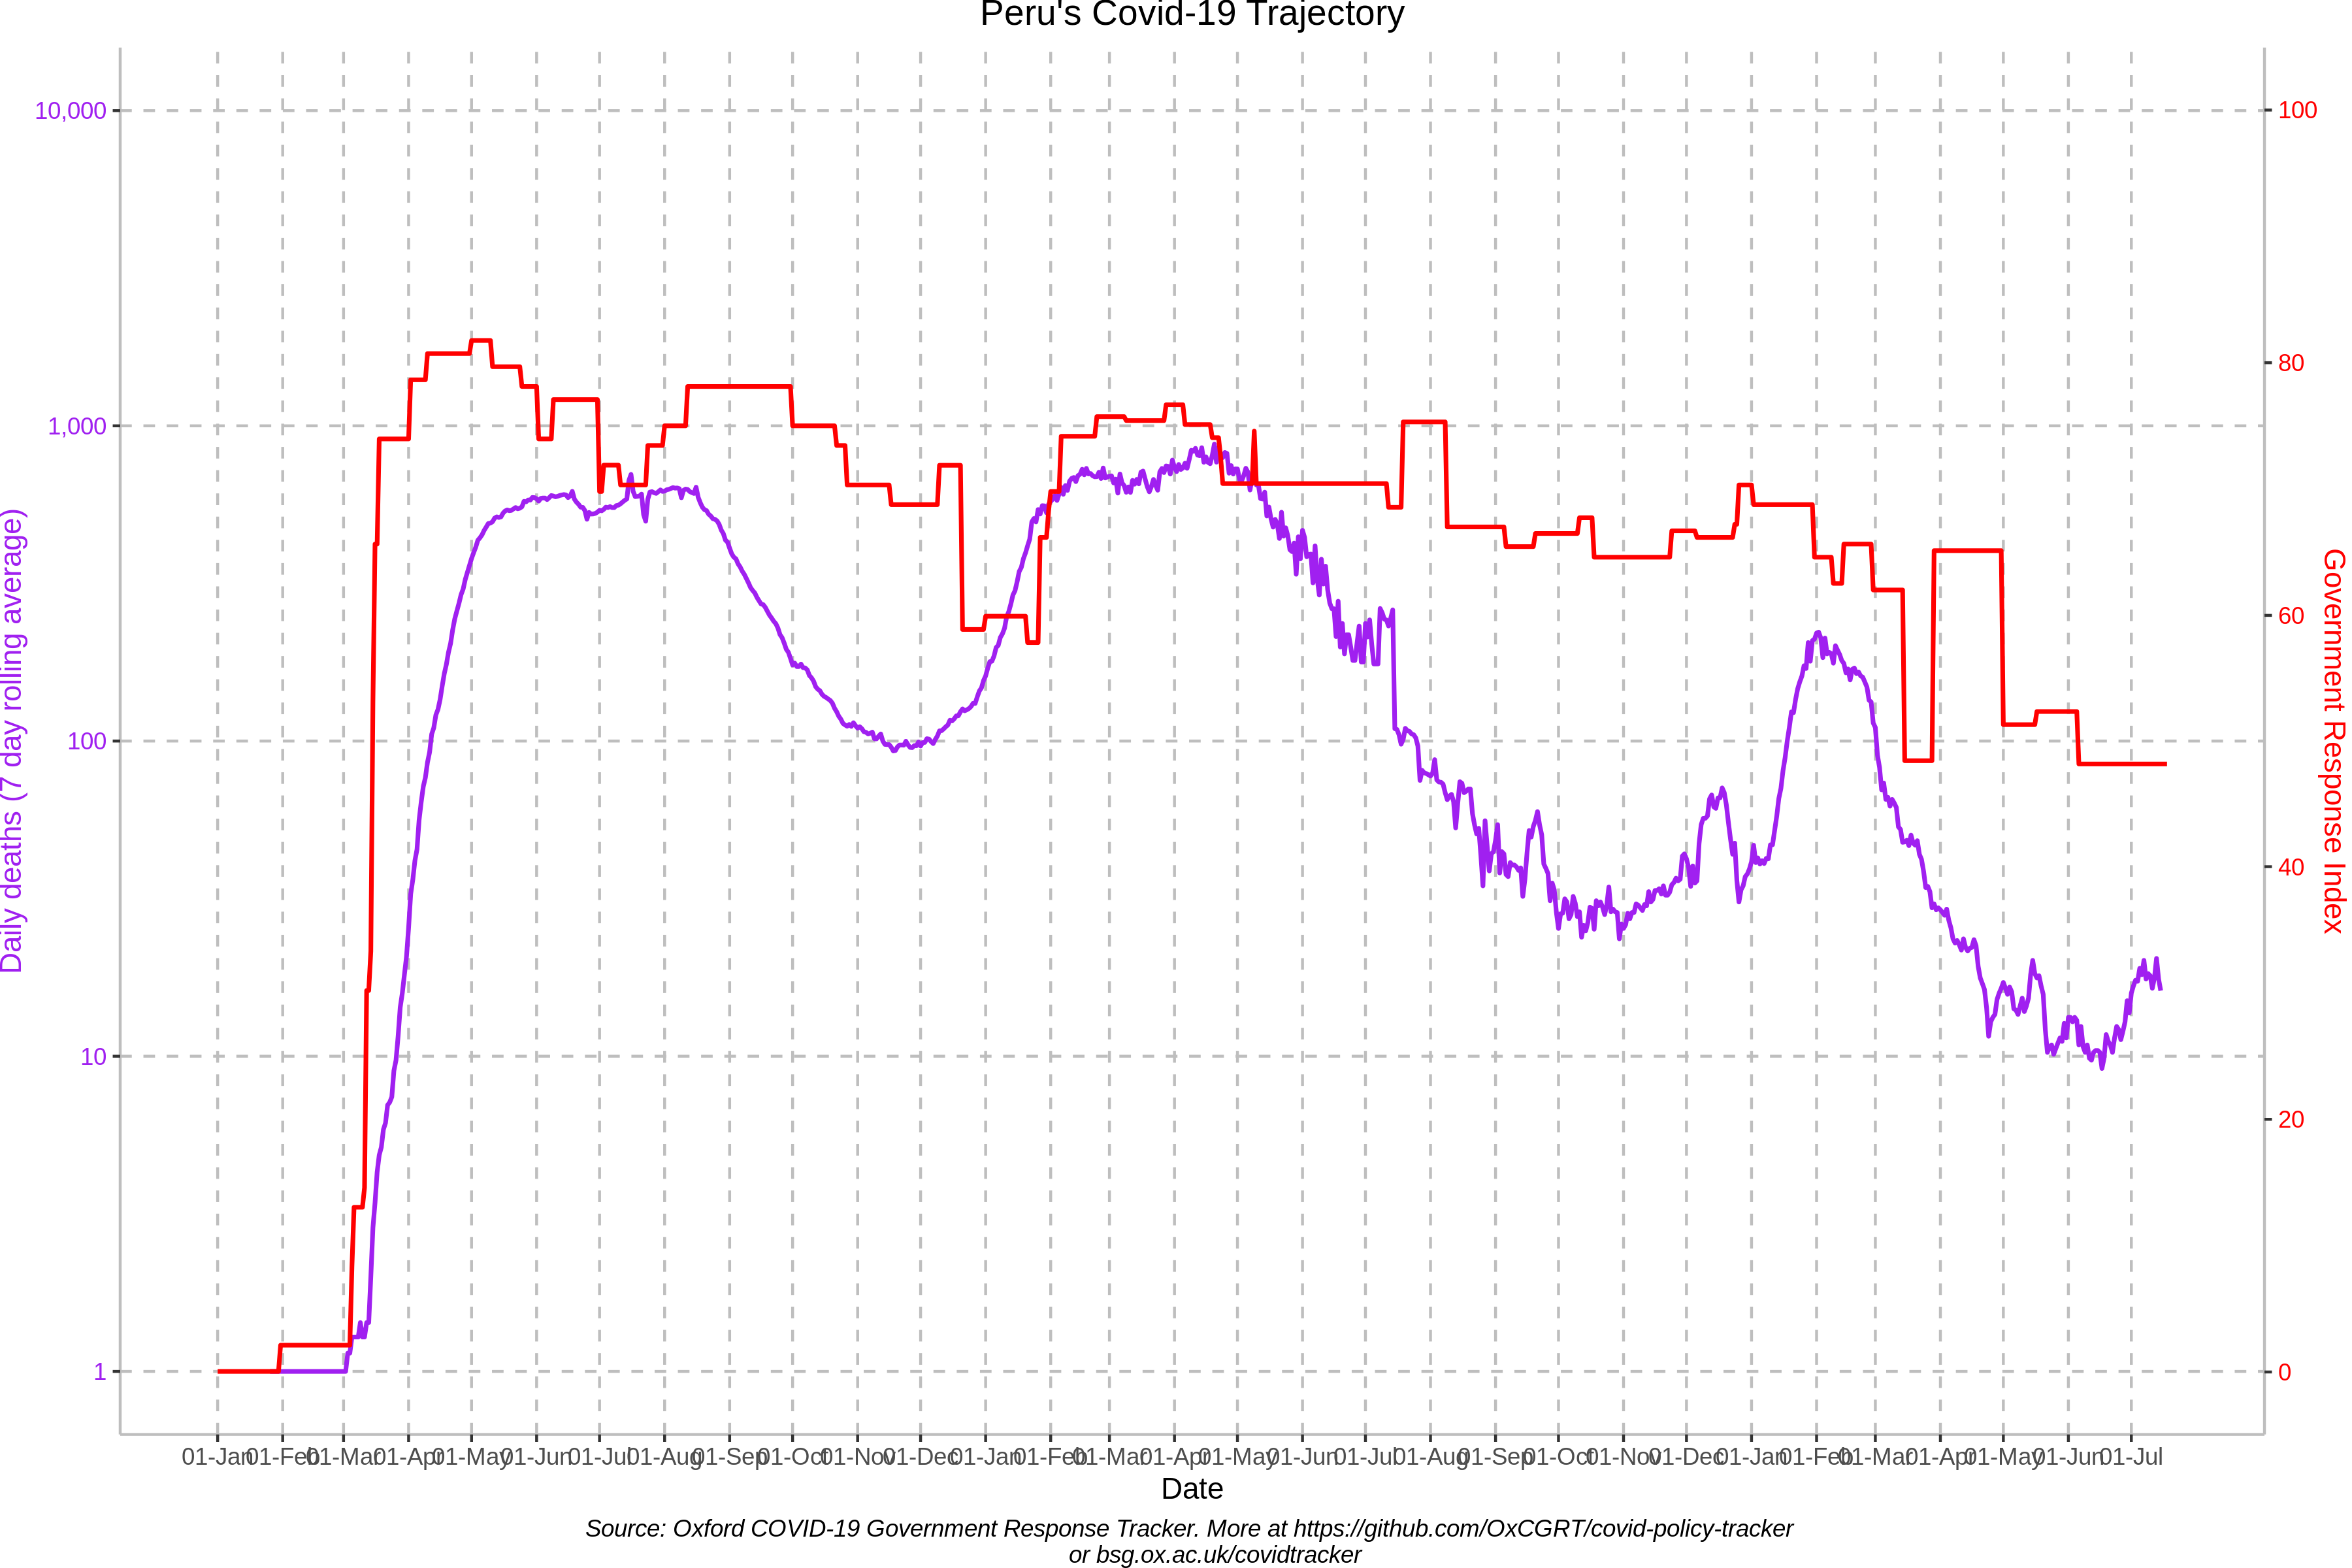 Peru's Covid-19 Trajectory
Daily deaths (7 day rolling average)
10,000
1,000
100
10
1
100
80
60
40
20
0
Government Response Index
01-Jan 01-Feb 01-Mar 01-Apr 01-May 01-Jun 01-Jul 01-Aug 01-Sep 01-Oct 01-Nov 01-Dec 01-Jan 01-Feb 01-Mar 01-Apr 01-May 01-Jun 01-Jul 01-Aug 01-Sep 01-Oct 01-Nov 01-Dec 01-Jan 01-Feb 01-Mar 01-Apr 01-May 01-Jun 01-Jul
Date
Source: Oxford COVID-19 Government Response Tracker. More at https://github.com/OxCGRT/covid-policy-tracker
or bsg.ox.ac.uk/covidtracker